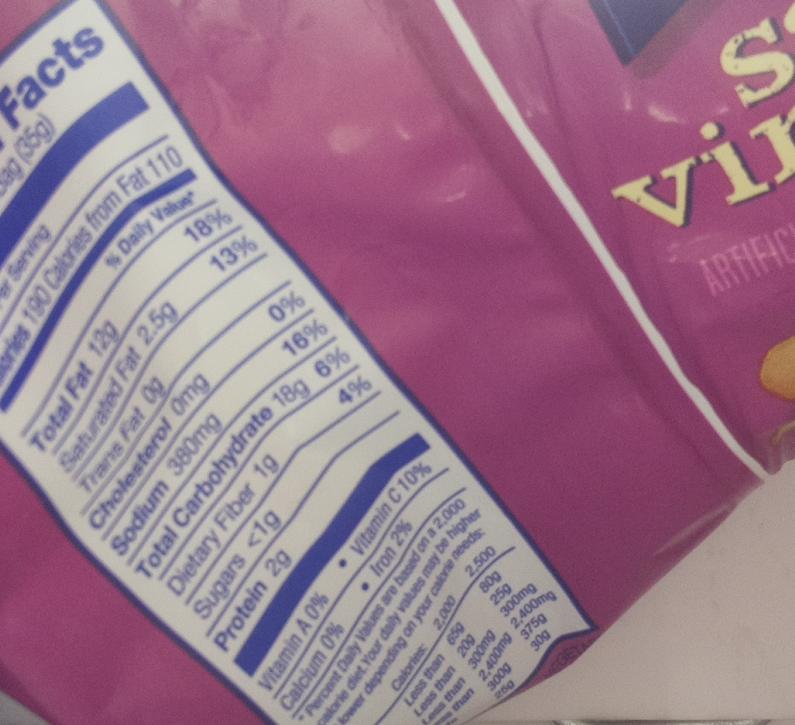 Facts
Bag (35g)
Per Serving
Calories 190 Calories from Fat 110
% Daily Value*
Total Fat 12g 18%
Saturated Fat 2.5g 13%
Trans Fat 0g
Cholesterol 0mg 0%
Sodium 380mg 16%
Total Carbohydrate 18g 6%
Dietary Fiber 1g 4%
Sugars <1g
Protein 2g
Vitamin A 0% • Vitamin C 10%
Calcium 0% • Iron 2%
* Percent Daily Values are based on a 2,000
calorie diet. Your daily values may be higher
lower depending on your calorie needs:
Calories: 2,000 2,500
Less than 65g 80g
Less than 20g 25g
Less than 300mg 300mg
Less than 2,400mg 2,400mg
300g 375g
25g 30g
vin
ARTIFIC